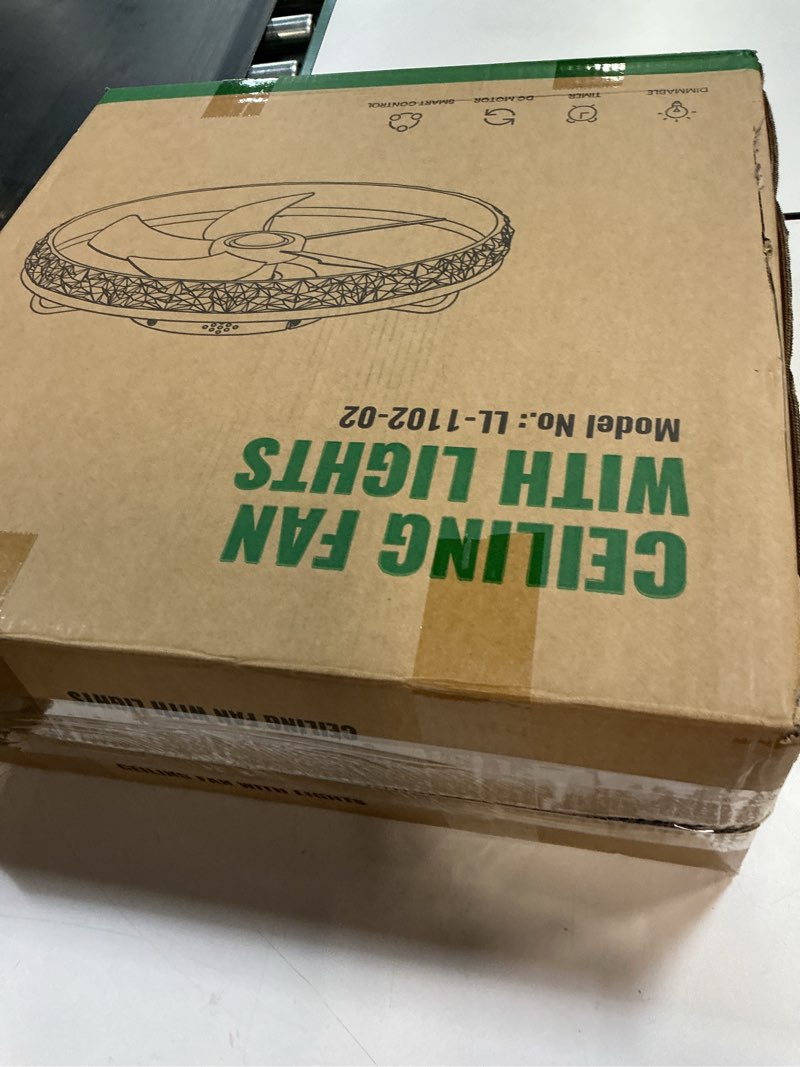 CEILING FAN
WITH LIGHTS
Model No.: LL-1102-02
DIMMABLE
TIMER
DC MOTOR
SMART CONTROL
CEILING FAN WITH LIGHTS
CEILING FAN WITH LIGHTS